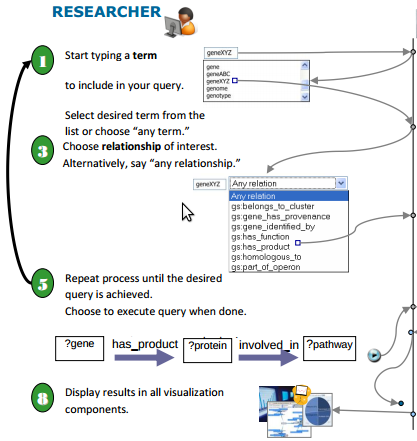 RESEARCHER
1
Start typing a term
to include in your query.
geneXYZ
gene
geneABC
geneXYZ
genome
genotype
Select desired term from the
list or choose “any term.”
3
Choose relationship of interest.
Alternatively, say “any relationship.”
geneXYZ
Any relation
Any relation
gs:belongs_to_cluster
gs:gene_has_provenance
gs:gene_identified_by
gs:has_function
gs:has_product
gs:homologous_to
gs:part_of_operon
5
Repeat process until the desired
query is achieved.
Choose to execute query when done.
?gene has_product ?protein involved_in ?pathway
8
Display results in all visualization
components.